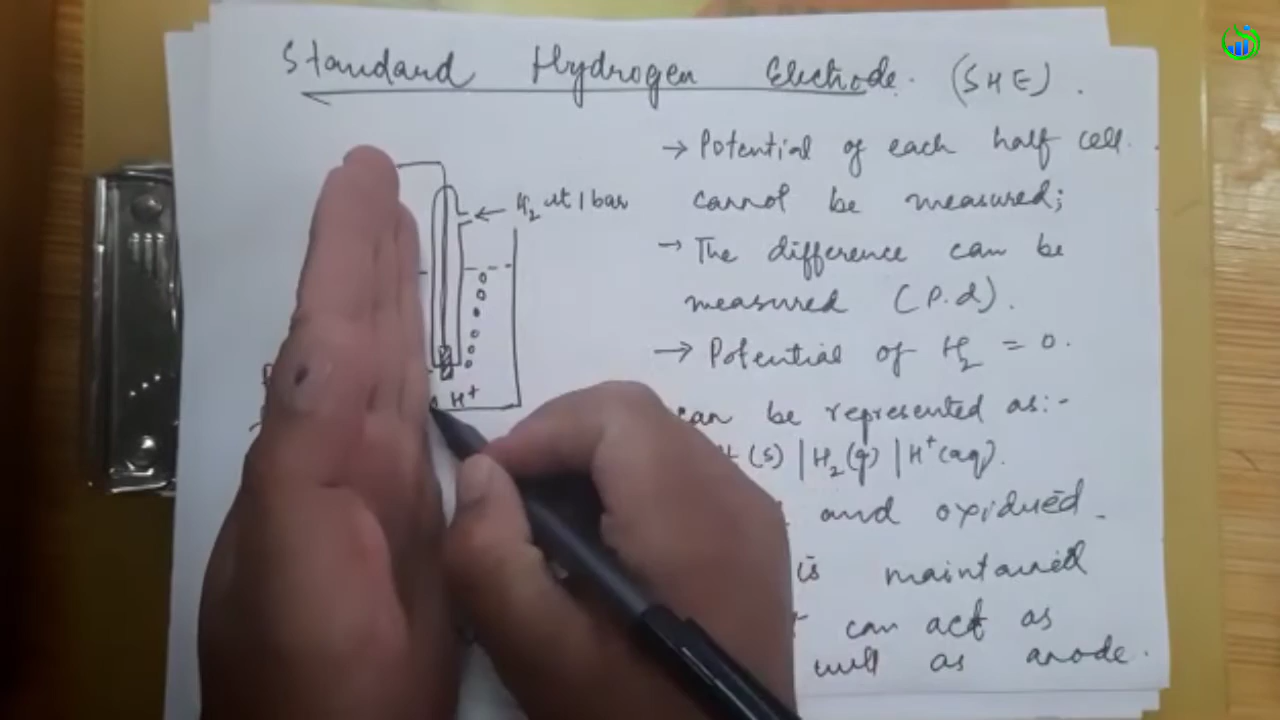 Standard Hydrogen Electrode. (SHE).
H2 at 1 bar
H+
→ Potential of each half cell.
cannot be measured;
→ The difference can be
measured (P.d).
→ Potential of H2 = 0.
can be represented as:-
(s) | H2(g) | H+(aq).
and oxidised.
is maintained
can act as
well as anode.